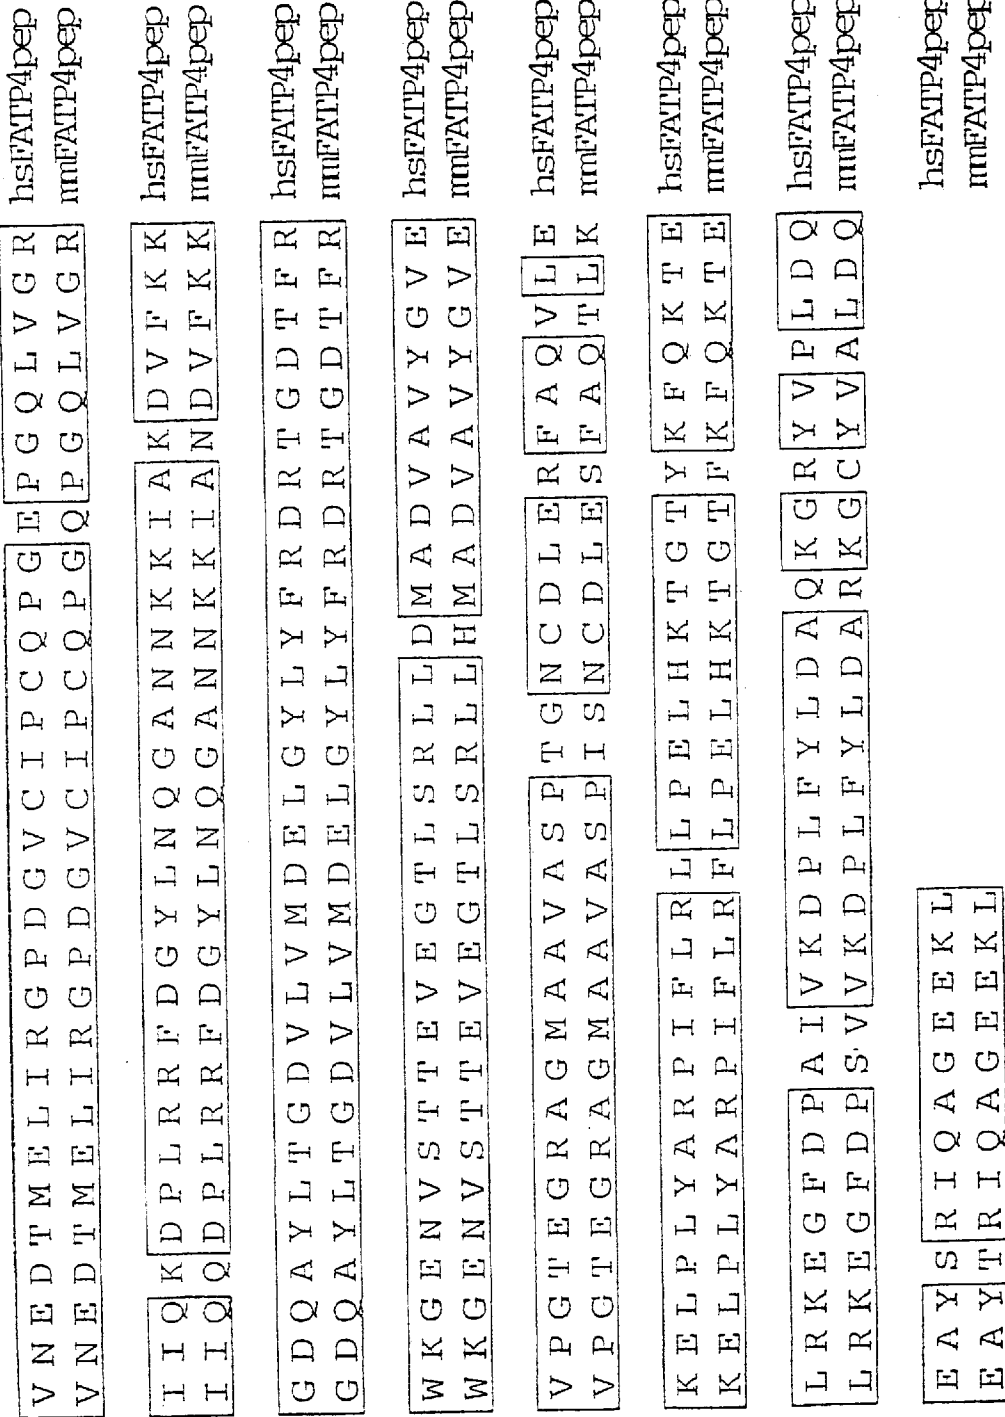 V N E D T M E L I R G P D G V C I P C Q P G E P G Q L V G R hsFATP4pep
V N E D T M E L I R G P D G V C I P C Q P G Q P G Q L V G R mmFATP4pep
I I Q K D P L R R F D G Y L N Q G A N N K K I A K D V F K K hsFATP4pep
I I Q Q D P L R R F D G Y L N Q G A N N K K I A N D V F K K mmFATP4pep
G D Q A Y L T G D V L V M D E L G Y L Y F R D R T G D T F R hsFATP4pep
G D Q A Y L T G D V L V M D E L G Y L Y F R D R T G D T F R mmFATP4pep
W K G E N V S T T E V E G T L S R L L D M A D V A V Y G V E hsFATP4pep
W K G E N V S T T E V E G T L S R L L H M A D V A V Y G V E mmFATP4pep
V P G T E G R A G M A A V A S P T G N C D L E R F A Q V L E hsFATP4pep
V P G T E G R A G M A A V A S P I S N C D L E S F A Q T L K mmFATP4pep
K E L P L Y A R P I F L R L L P E L H K T G T Y K F Q K T E hsFATP4pep
K E L P L Y A R P I F L R F L P E L H K T G T F K F Q K T E mmFATP4pep
L R K E G F D P A I V K D P L F Y L D A Q K G R Y V P L D Q hsFATP4pep
L R K E G F D P S V V K D P L F Y L D A R K G C Y V A L D Q mmFATP4pep
E A Y S R I Q A G E E K L hsFATP4pep
E A Y T R I Q A G E E K L mmFATP4pep